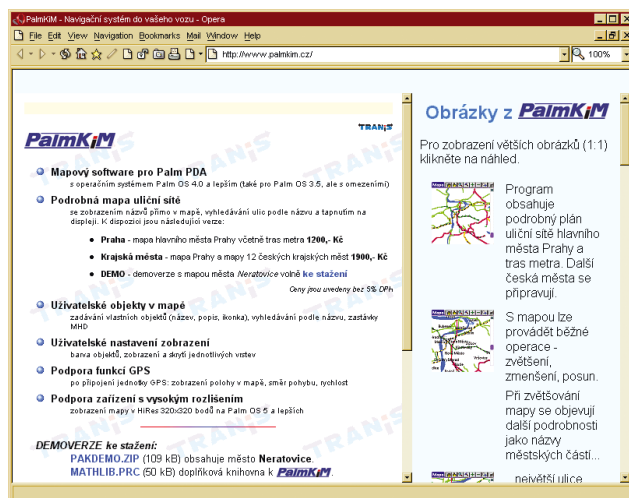 PalmKiM - Navigační systém do vašeho vozu - Opera
File Edit View Navigation Bookmarks Mail Window Help
http://www.palmkim.cz/
100%
TRANiS
PalmKiM
Mapový software pro Palm PDA
s operačním systémem Palm OS 4.0 a lepším (také pro Palm OS 3.5, ale s omezeními)
Podrobná mapa uliční sítě
se zobrazením názvů přímo v mapě, vyhledávání ulic podle názvu a tapnutím na
displeji. K dispozici jsou následující verze:
Praha - mapa hlavního města Prahy včetně tras metra 1200,- Kč
Krajská města - mapa Prahy a mapy 12 českých krajských měst 1900,- Kč
DEMO - demoverze s mapou města Neratovice volně ke stažení
Ceny jsou uvedeny bez 5% DPH
Uživatelské objekty v mapě
zadávání vlastních objektů (název, popis, ikonka), vyhledávání podle názvu, zastávky
MHD
Uživatelské nastavení zobrazení
barva objektů, zobrazení a skrytí jednotlivých vrstev
Podpora funkcí GPS
po připojení jednotky GPS: zobrazení polohy v mapě, směr pohybu, rychlost
Podpora zařízení s vysokým rozlišením
zobrazení mapy v HiRes 320x320 bodů na Palm OS 5 a lepších
DEMOVERZE ke stažení:
PAKDEMO.ZIP (109 kB) obsahuje město Neratovice.
MATHLIB.PRC (50 kB) doplňková knihovna k PalmKiM.
Obrázky z PalmKiM
Pro zobrazení větších obrázků (1:1)
klikněte na náhled.
Program
obsahuje
podrobný plán
uliční sítě hlavního
města Prahy a
tras metra. Další
česká města se
připravují.
S mapou lze
provádět běžné
operace -
zvětšení,
zmenšení, posun.
Při zvětšování
mapy se objevují
další podrobnosti
jako názvy
městských částí...
největší ulice